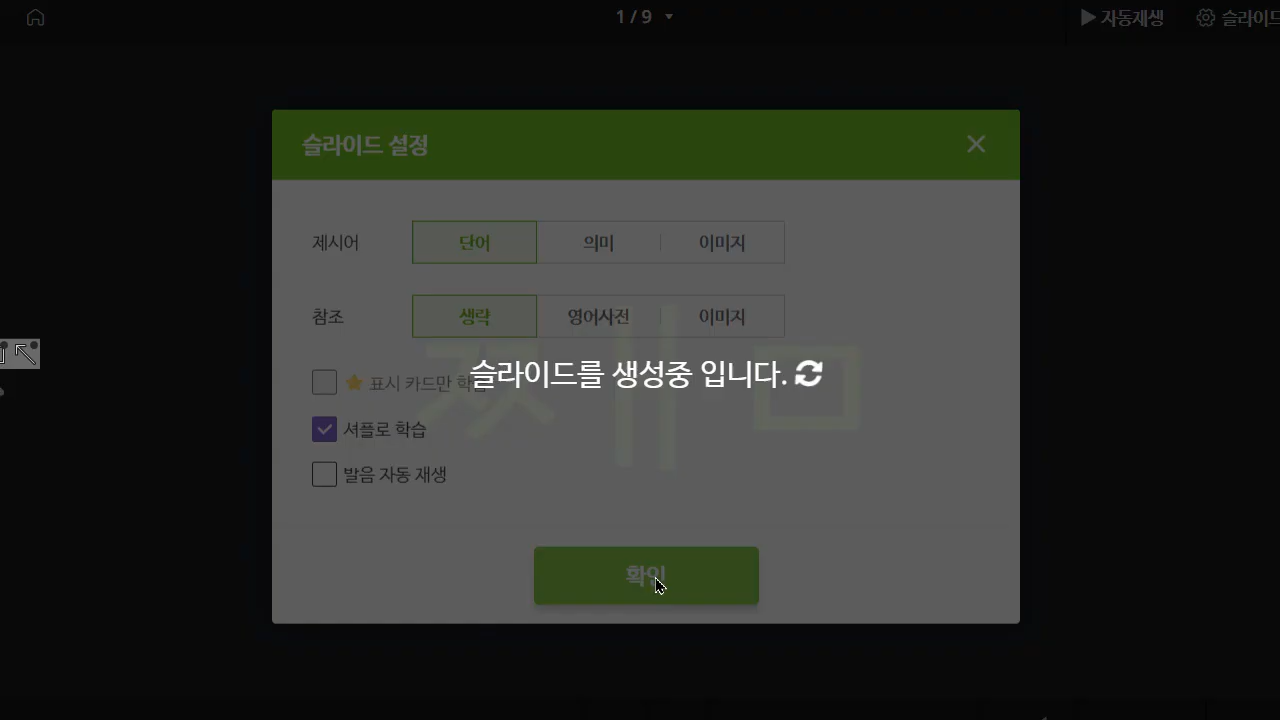 1 / 9
자동재생
슬라이드
슬라이드 설정
제시어
단어
의미
이미지
참조
생략
영어사전
이미지
표시 카드만
슬라이드를 생성중 입니다.
셔플로 학습
발음 자동 재생
확인